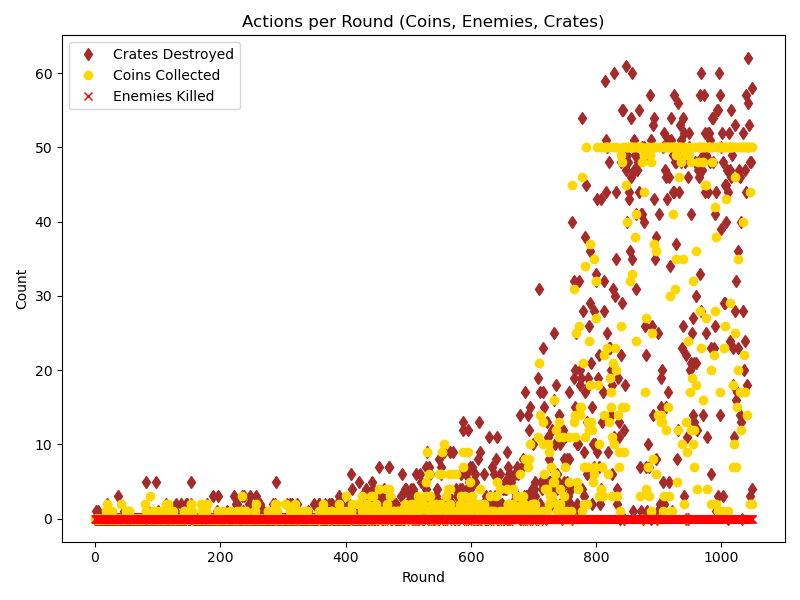 Actions per Round (Coins, Enemies, Crates)
Crates Destroyed
Coins Collected
Enemies Killed
Count
60
50
40
30
20
10
0
0 200 400 600 800 1000
Round